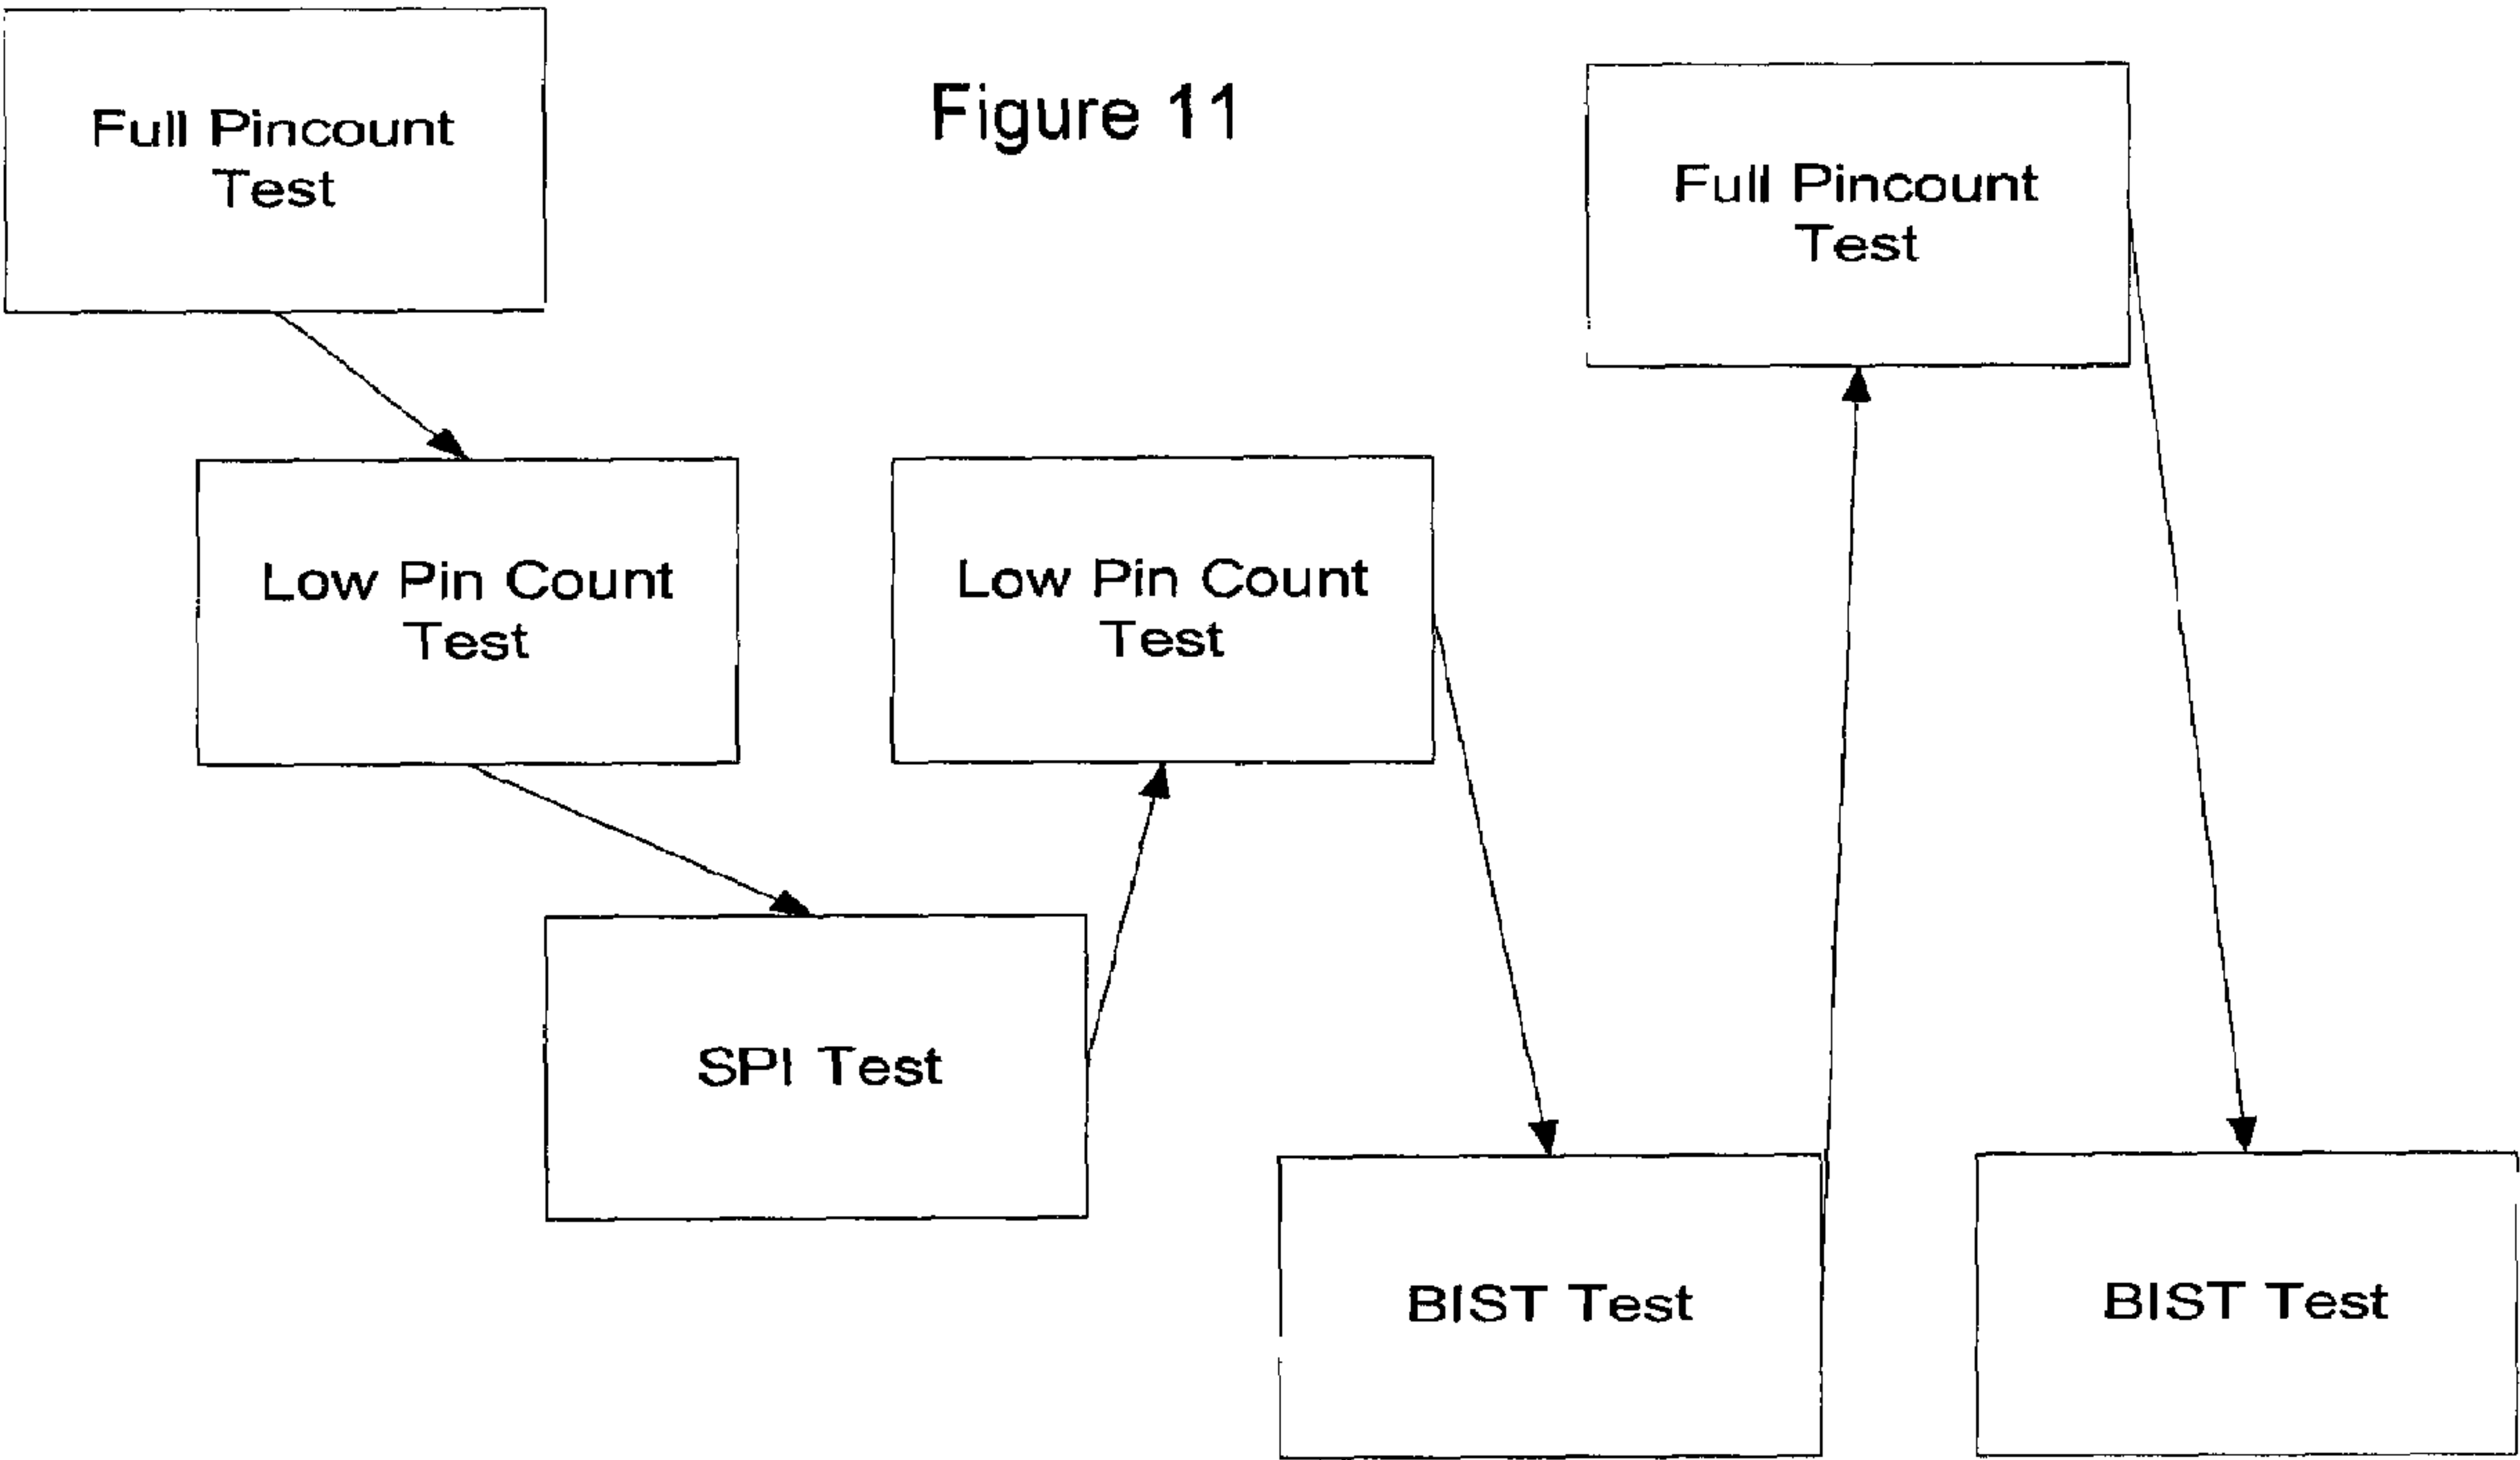 Full Pincount
Test
Figure 11
Full Pincount
Test
Low Pin Count
Test
Low Pin Count
Test
SPI Test
BIST Test
BIST Test